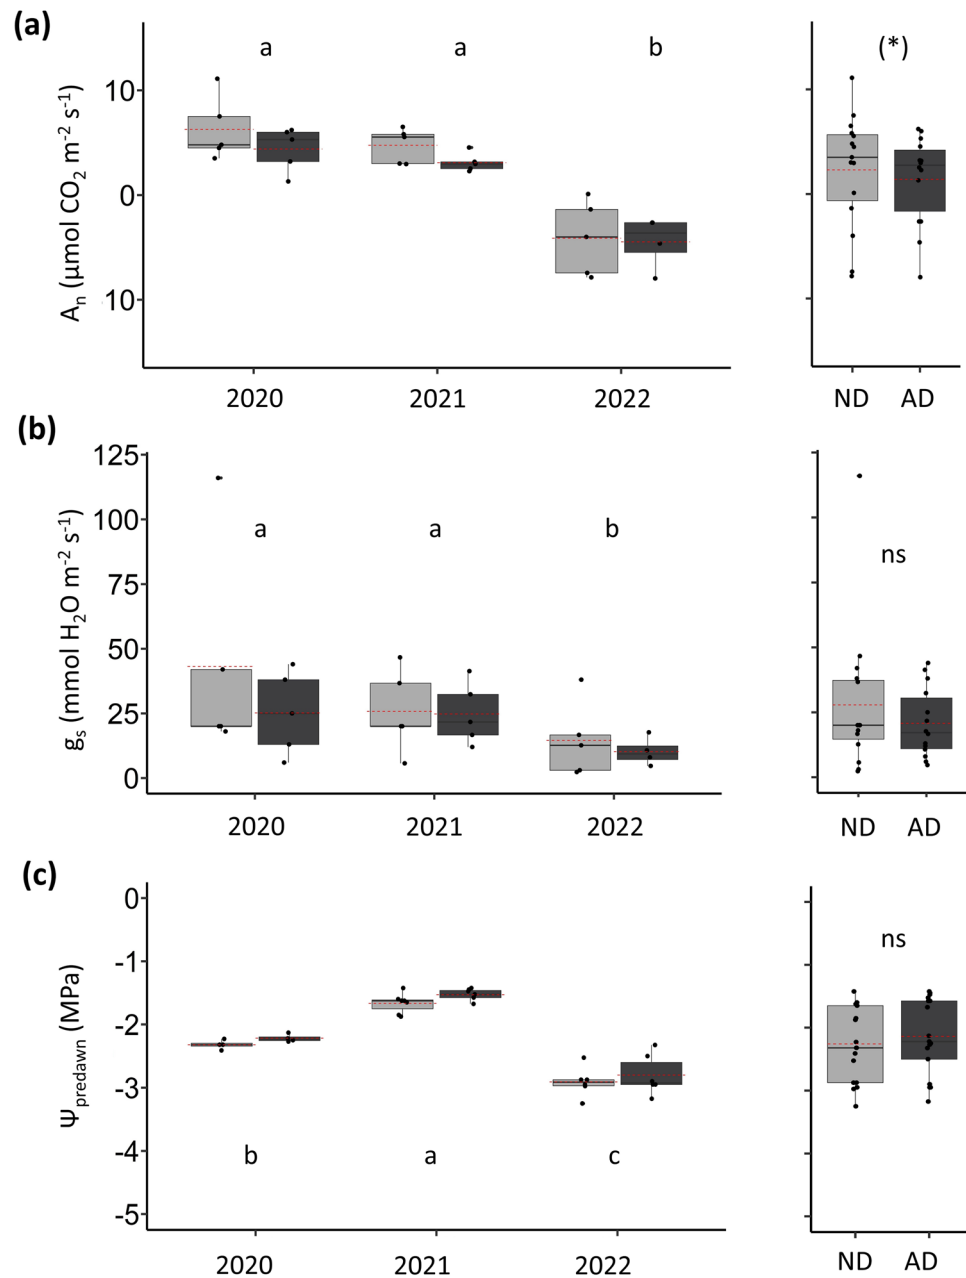 (a)
a a b (*)
10
0
10
Aₙ (µmol CO₂ m⁻² s⁻¹)
2020 2021 2022 ND AD
(b)
125
100
75
50
25
0
a a b ns
gₛ (mmol H₂O m⁻² s⁻¹)
2020 2021 2022 ND AD
(c)
0
-1
-2
-3
-4
-5
ns
Ψpredawn (MPa)
b a c
2020 2021 2022 ND AD